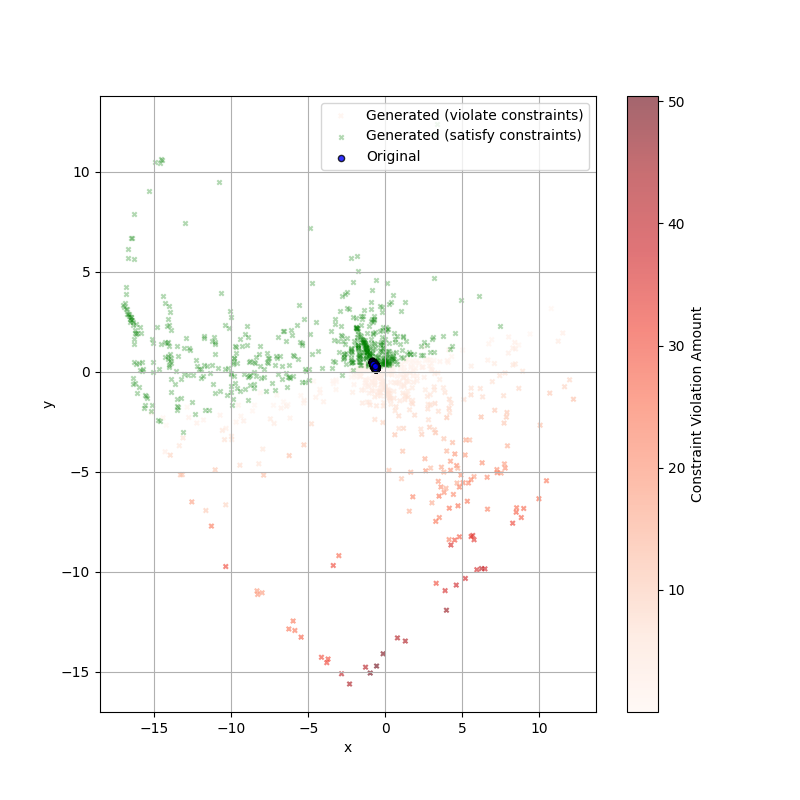 Generated (violate constraints)
Generated (satisfy constraints)
Original
10
5
0
−5
−10
−15
y
−15
−10
−5
0
5
10
x
50
40
30
20
10
Constraint Violation Amount